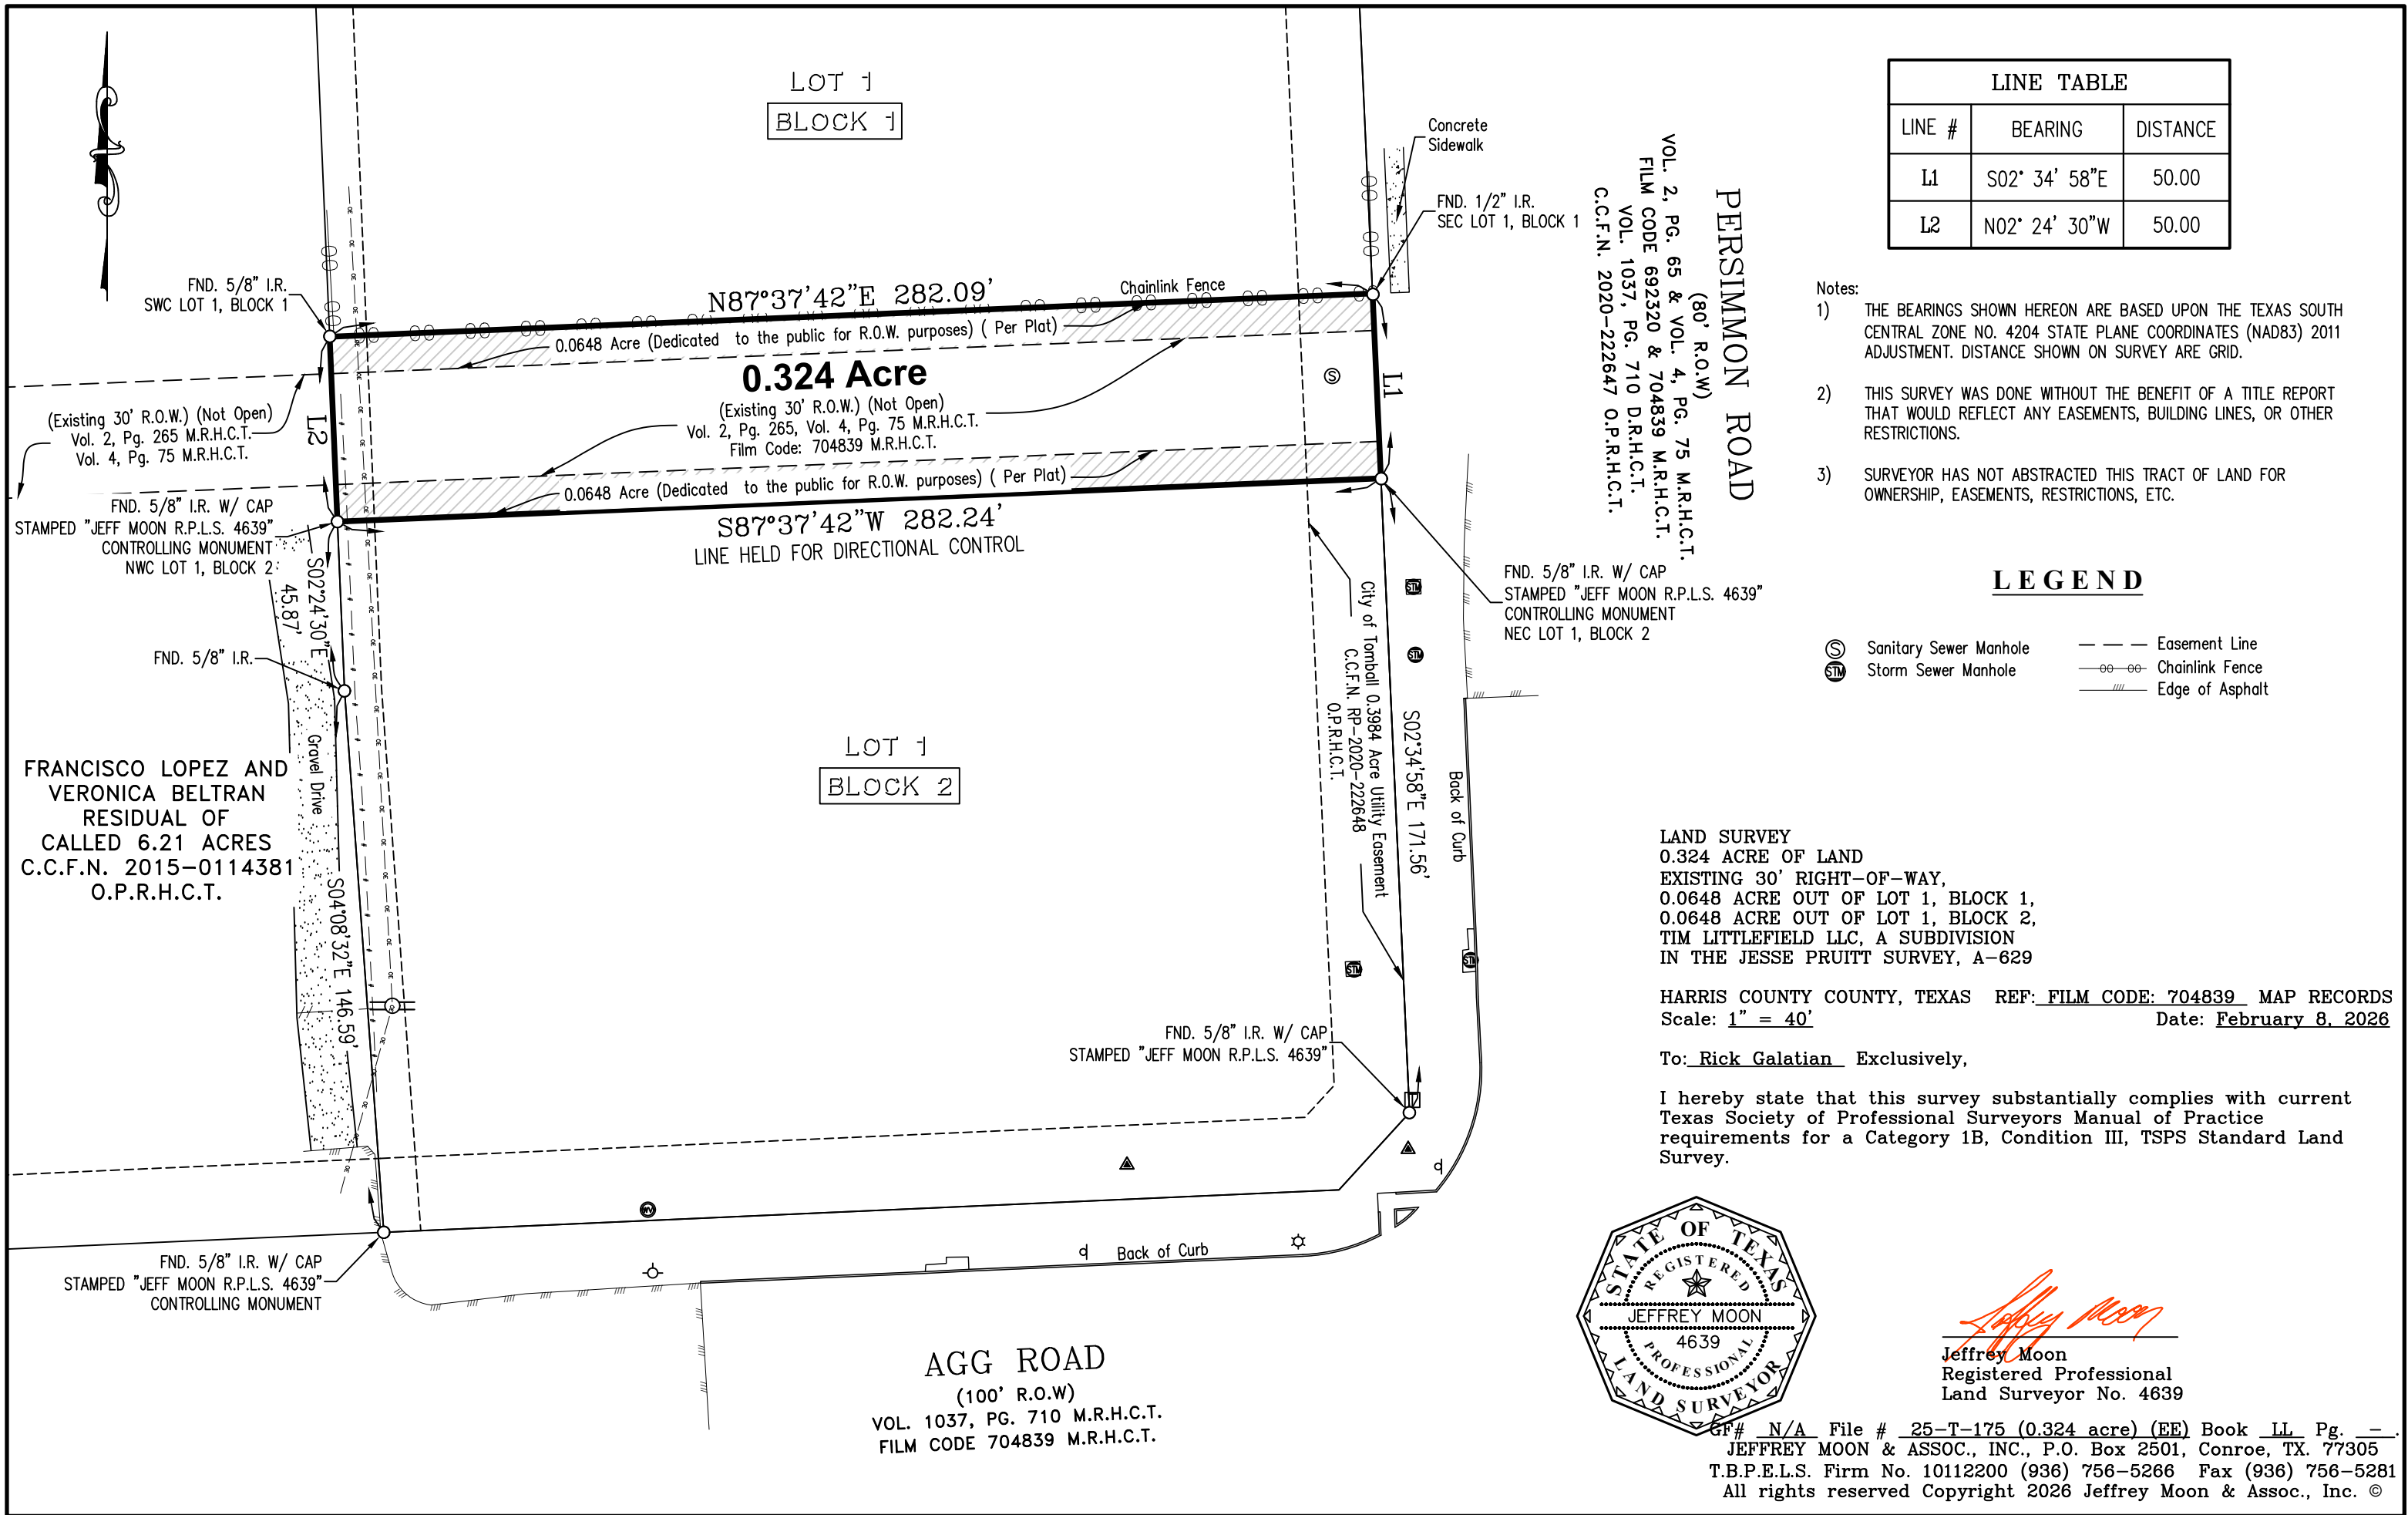 LOT 1
BLOCK 1
Concrete
Sidewalk
FND. 1/2" I.R.
SEC LOT 1, BLOCK 1
FND. 5/8" I.R.
SWC LOT 1, BLOCK 1
N87°37'42"E 282.09'
Chainlink Fence
0.0648 Acre (Dedicated to the public for R.O.W. purposes) ( Per Plat)
0.324 Acre
(Existing 30' R.O.W.) (Not Open)
Vol. 2, Pg. 265, Vol. 4, Pg. 75 M.R.H.C.T.
Film Code: 704839 M.R.H.C.T.
L1
L2
(Existing 30' R.O.W.) (Not Open)
Vol. 2, Pg. 265 M.R.H.C.T.
Vol. 4, Pg. 75 M.R.H.C.T.
0.0648 Acre (Dedicated to the public for R.O.W. purposes) ( Per Plat)
S87°37'42"W 282.24'
LINE HELD FOR DIRECTIONAL CONTROL
FND. 5/8" I.R. W/ CAP
STAMPED "JEFF MOON R.P.L.S. 4639"
CONTROLLING MONUMENT
NWC LOT 1, BLOCK 2
S02°24'30"E
45.87'
FND. 5/8" I.R.
Gravel Drive
FRANCISCO LOPEZ AND
VERONICA BELTRAN
RESIDUAL OF
CALLED 6.21 ACRES
C.C.F.N. 2015-0114381
O.P.R.H.C.T.
S04°08'32"E 146.59'
LOT 1
BLOCK 2
City of Tomball 0.3984 Acre Utility Easement
C.C.F.N. RP-2020-222648
O.P.R.H.C.T.
S02°34'58"E 171.56'
Back of Curb
PERSIMMON ROAD
(80' R.O.W)
VOL. 2, PG. 65 & VOL. 4, PG. 75 M.R.H.C.T.
FILM CODE 692320 & 704839 M.R.H.C.T.
VOL. 1037, PG. 710 D.R.H.C.T.
C.C.F.N. 2020-222647 O.P.R.H.C.T.
FND. 5/8" I.R. W/ CAP
STAMPED "JEFF MOON R.P.L.S. 4639"
CONTROLLING MONUMENT
NEC LOT 1, BLOCK 2
FND. 5/8" I.R. W/ CAP
STAMPED "JEFF MOON R.P.L.S. 4639"
FND. 5/8" I.R. W/ CAP
STAMPED "JEFF MOON R.P.L.S. 4639"
CONTROLLING MONUMENT
Back of Curb
AGG ROAD
(100' R.O.W)
VOL. 1037, PG. 710 M.R.H.C.T.
FILM CODE 704839 M.R.H.C.T.
LINE TABLE
LINE # BEARING DISTANCE
L1 S02° 34' 58"E 50.00
L2 N02° 24' 30"W 50.00
Notes:
1) THE BEARINGS SHOWN HEREON ARE BASED UPON THE TEXAS SOUTH
CENTRAL ZONE NO. 4204 STATE PLANE COORDINATES (NAD83) 2011
ADJUSTMENT. DISTANCE SHOWN ON SURVEY ARE GRID.
2) THIS SURVEY WAS DONE WITHOUT THE BENEFIT OF A TITLE REPORT
THAT WOULD REFLECT ANY EASEMENTS, BUILDING LINES, OR OTHER
RESTRICTIONS.
3) SURVEYOR HAS NOT ABSTRACTED THIS TRACT OF LAND FOR
OWNERSHIP, EASEMENTS, RESTRICTIONS, ETC.
LEGEND
S Sanitary Sewer Manhole
STM Storm Sewer Manhole
Easement Line
Chainlink Fence
Edge of Asphalt
LAND SURVEY
0.324 ACRE OF LAND
EXISTING 30' RIGHT-OF-WAY,
0.0648 ACRE OUT OF LOT 1, BLOCK 1,
0.0648 ACRE OUT OF LOT 1, BLOCK 2,
TIM LITTLEFIELD LLC, A SUBDIVISION
IN THE JESSE PRUITT SURVEY, A-629
HARRIS COUNTY COUNTY, TEXAS REF: FILM CODE: 704839 MAP RECORDS
Scale: 1" = 40' Date: February 8, 2026
To: Rick Galatian Exclusively,
I hereby state that this survey substantially complies with current
Texas Society of Professional Surveyors Manual of Practice
requirements for a Category 1B, Condition III, TSPS Standard Land
Survey.
STATE OF TEXAS
REGISTERED
JEFFREY MOON
4639
PROFESSIONAL
LAND SURVEYOR
Jeffrey Moon
Jeffrey Moon
Registered Professional
Land Surveyor No. 4639
GF# N/A File # 25-T-175 (0.324 acre) (EE) Book LL Pg. - .
JEFFREY MOON & ASSOC., INC., P.O. Box 2501, Conroe, TX. 77305
T.B.P.E.L.S. Firm No. 10112200 (936) 756-5266 Fax (936) 756-5281
All rights reserved Copyright 2026 Jeffrey Moon & Assoc., Inc. ©